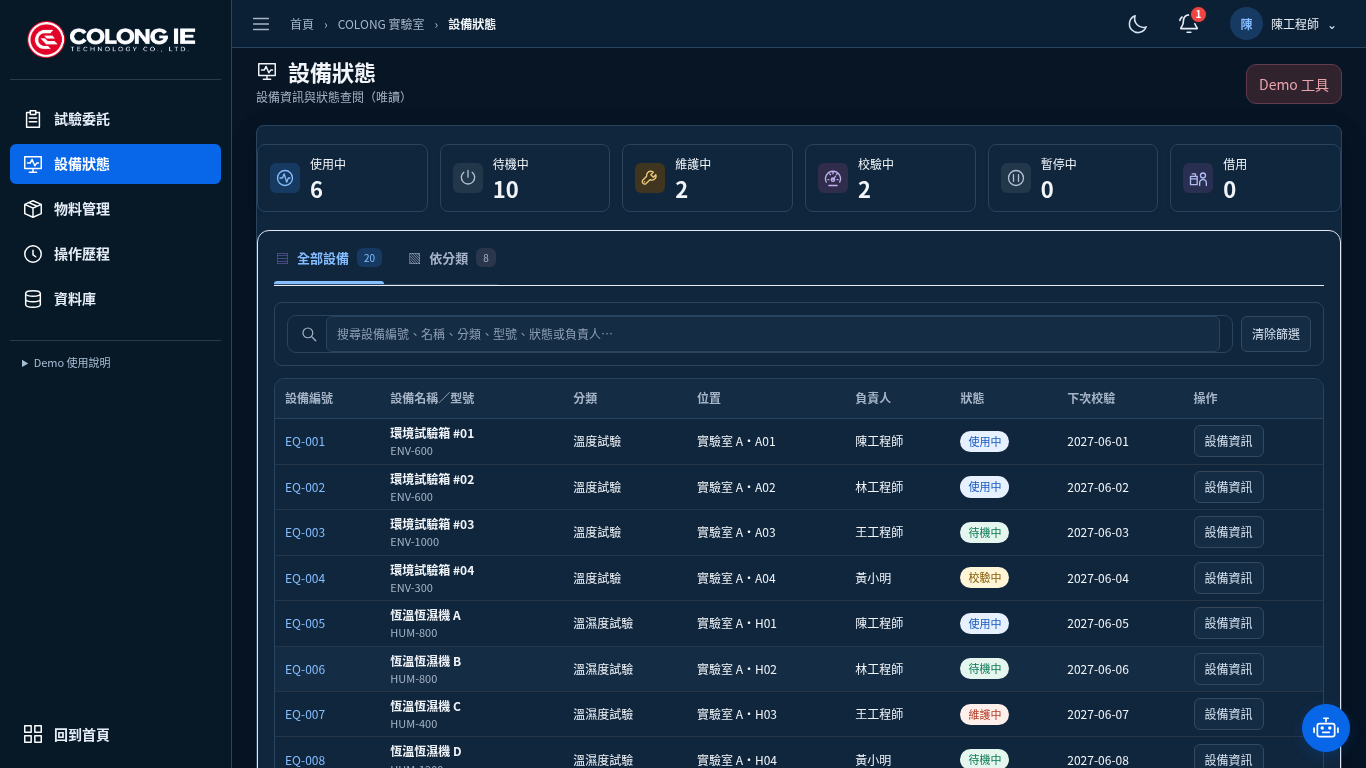 COLONG IE
TECHNOLOGY CO., LTD.
試驗委託
設備狀態
物料管理
操作歷程
資料庫
▶ Demo 使用說明
回到首頁
首頁 › COLONG 實驗室 › 設備狀態
1
陳 陳工程師
設備狀態
設備資訊與狀態查閱（唯讀）
Demo 工具
使用中 6
待機中 10
維護中 2
校驗中 2
暫停中 0
借用 0
全部設備 20 依分類 8
搜尋設備編號、名稱、分類、型號、狀態或負責人…
清除篩選
設備編號 設備名稱／型號 分類 位置 負責人 狀態 下次校驗 操作
EQ-001 環境試驗箱 #01 ENV-600 溫度試驗 實驗室 A・A01 陳工程師 使用中 2027-06-01 設備資訊
EQ-002 環境試驗箱 #02 ENV-600 溫度試驗 實驗室 A・A02 林工程師 使用中 2027-06-02 設備資訊
EQ-003 環境試驗箱 #03 ENV-1000 溫度試驗 實驗室 A・A03 王工程師 待機中 2027-06-03 設備資訊
EQ-004 環境試驗箱 #04 ENV-300 溫度試驗 實驗室 A・A04 黃小明 校驗中 2027-06-04 設備資訊
EQ-005 恆溫恆濕機 A HUM-800 溫濕度試驗 實驗室 A・H01 陳工程師 使用中 2027-06-05 設備資訊
EQ-006 恆溫恆濕機 B HUM-800 溫濕度試驗 實驗室 A・H02 林工程師 待機中 2027-06-06 設備資訊
EQ-007 恆溫恆濕機 C HUM-400 溫濕度試驗 實驗室 A・H03 王工程師 維護中 2027-06-07 設備資訊
EQ-008 恆溫恆濕機 D 溫濕度試驗 實驗室 A・H04 黃小明 待機中 2027-06-08 設備資訊